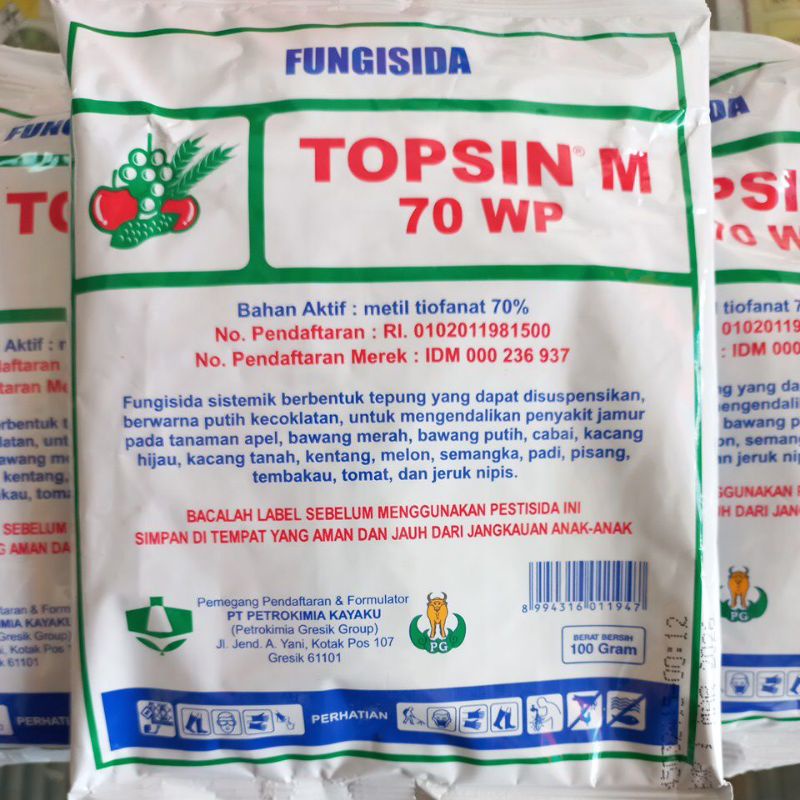 FUNGISIDA
TOPSIN® M
70 WP
Bahan Aktif : metil tiofanat 70%
No. Pendaftaran : RI. 0102011981500
No. Pendaftaran Merek : IDM 000 236 937
Fungisida sistemik berbentuk tepung yang dapat disuspensikan,
berwarna putih kecoklatan, untuk mengendalikan penyakit jamur
pada tanaman apel, bawang merah, bawang putih, cabai, kacang
hijau, kacang tanah, kentang, melon, semangka, padi, pisang,
tembakau, tomat, dan jeruk nipis.
BACALAH LABEL SEBELUM MENGGUNAKAN PESTISIDA INI
SIMPAN DI TEMPAT YANG AMAN DAN JAUH DARI JANGKAUAN ANAK-ANAK
Pemegang Pendaftaran & Formulator
PT PETROKIMIA KAYAKU
(Petrokimia Gresik Group)
Jl. Jend. A. Yani, Kotak Pos 107
Gresik 61101
PG
8 994316 011947
BERAT BERSIH
100 Gram
PERHATIAN